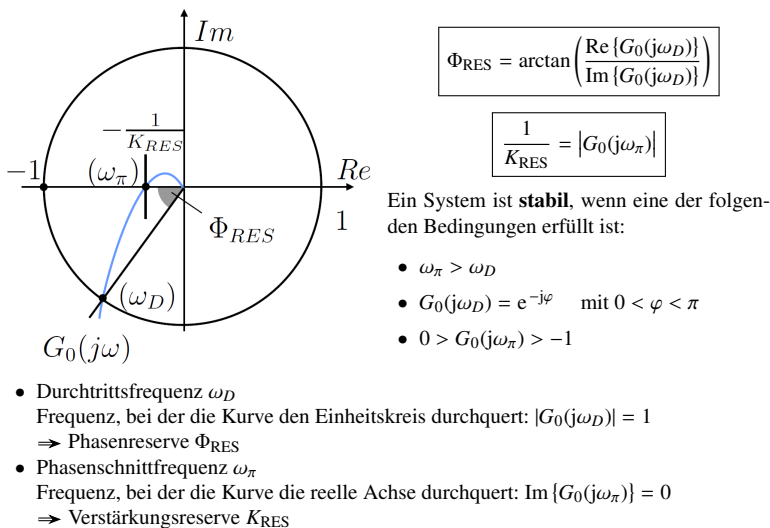 Im
−1/K_RES
−1
(ω_π)
Re
1
Φ_RES
(ω_D)
G_0(jω)
Φ_RES = arctan(Re{G_0(jω_D)}/Im{G_0(jω_D)})
1/K_RES = |G_0(jω_π)|
Ein System ist stabil, wenn eine der folgen-
den Bedingungen erfüllt ist:
• ω_π > ω_D
• G_0(jω_D) = e^{−jφ} mit 0 < φ < π
• 0 > G_0(jω_π) > −1
• Durchtrittsfrequenz ω_D
Frequenz, bei der die Kurve den Einheitskreis durchquert: |G_0(jω_D)| = 1
⇒ Phasenreserve Φ_RES
• Phasenschnittfrequenz ω_π
Frequenz, bei der die Kurve die reelle Achse durchquert: Im{G_0(jω_π)} = 0
⇒ Verstärkungsreserve K_RES